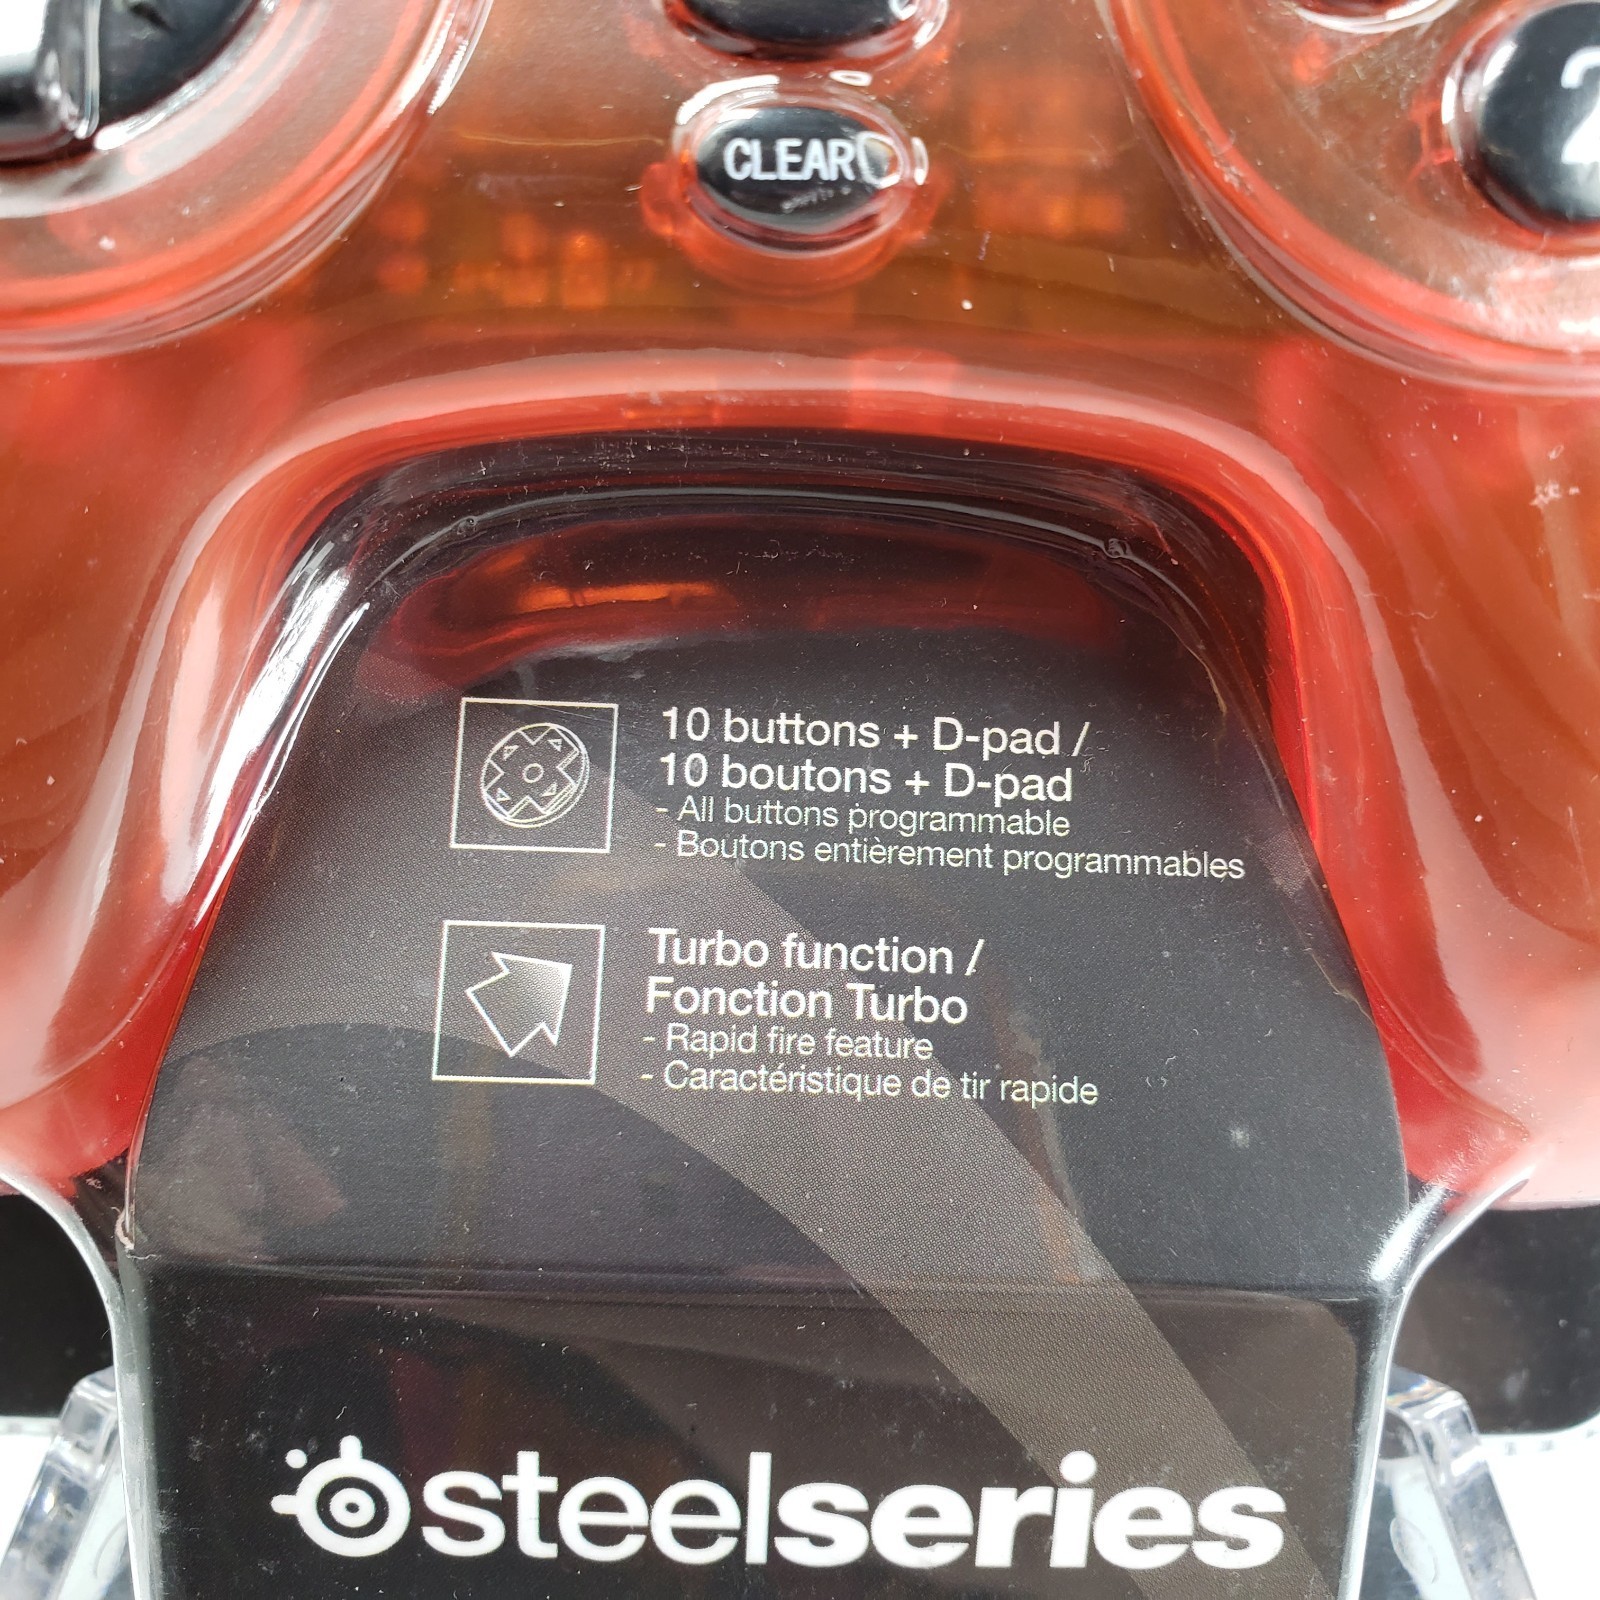 CLEAR
2
10 buttons + D-pad /
10 boutons + D-pad
- All buttons programmable
- Boutons entièrement programmables
Turbo function /
Fonction Turbo
- Rapid fire feature
- Caractéristique de tir rapide
steelseries